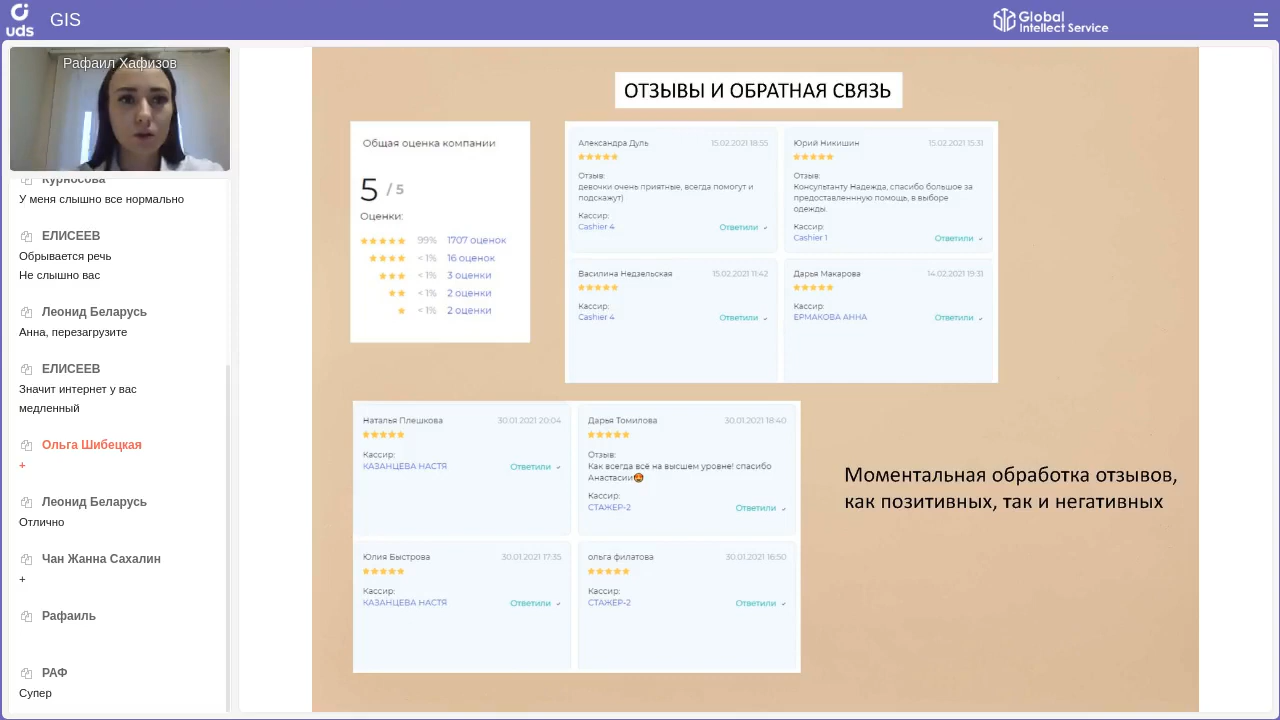 uds
GIS
Global
Intellect Service
Рафаил Хафизов
Курносова
У меня слышно все нормально
ЕЛИСЕЕВ
Обрывается речь
Не слышно вас
Леонид Беларусь
Анна, перезагрузите
ЕЛИСЕЕВ
Значит интернет у вас
медленный
Ольга Шибецкая
+
Леонид Беларусь
Отлично
Чан Жанна Сахалин
+
Рафаиль
РАФ
Супер
ОТЗЫВЫ И ОБРАТНАЯ СВЯЗЬ
Общая оценка компании
5 / 5
Оценки:
99% 1707 оценок
< 1% 16 оценок
< 1% 3 оценки
< 1% 2 оценки
< 1% 2 оценки
Александра Дуль 15.02.2021 18:55
Отзыв:
девочки очень приятные, всегда помогут и
подскажут)
Кассир:
Cashier 4 Ответили
Юрий Никишин 15.02.2021 15:31
Отзыв:
Консультанту Надежда, спасибо большое за
предоставленнную помощь, в выборе
одежды.
Кассир:
Cashier 1 Ответили
Василина Недзельская 15.02.2021 11:42
Кассир:
Cashier 4 Ответили
Дарья Макарова 14.02.2021 19:31
Кассир:
ЕРМАКОВА АННА Ответили
Наталья Плешкова 30.01.2021 20:04
Кассир:
КАЗАНЦЕВА НАСТЯ Ответили
Дарья Томилова 30.01.2021 18:40
Отзыв:
Как всегда всё на высшем уровне! спасибо
Анастасии🤩
Кассир:
СТАЖЕР-2 Ответили
Юлия Быстрова 30.01.2021 17:35
Кассир:
КАЗАНЦЕВА НАСТЯ Ответили
ольга филатова 30.01.2021 16:50
Кассир:
СТАЖЕР-2 Ответили
Моментальная обработка отзывов,
как позитивных, так и негативных